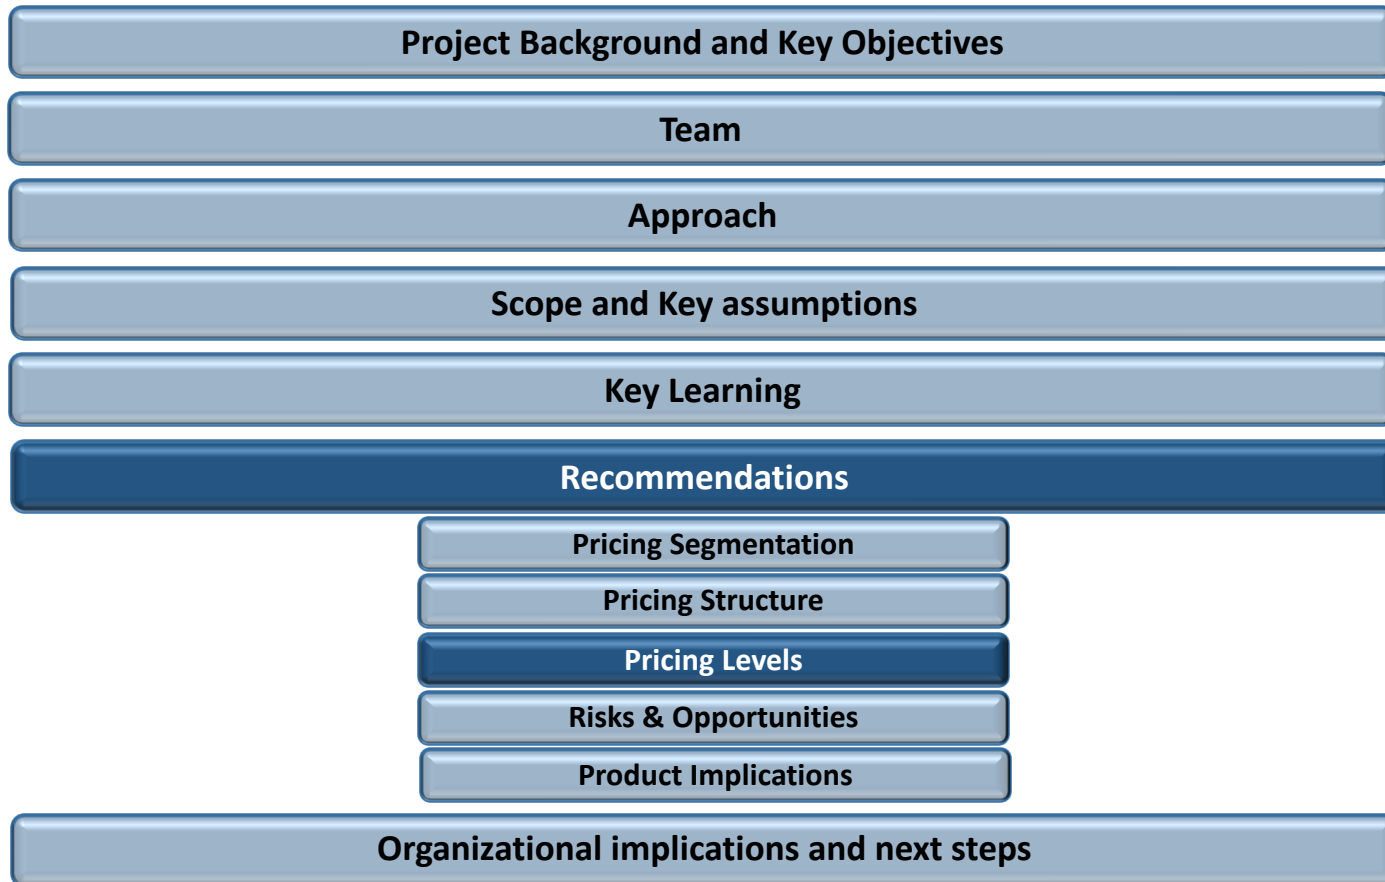 Project Background and Key Objectives
Team
Approach
Scope and Key assumptions
Key Learning
Recommendations
Pricing Segmentation
Pricing Structure
Pricing Levels
Risks & Opportunities
Product Implications
Organizational implications and next steps